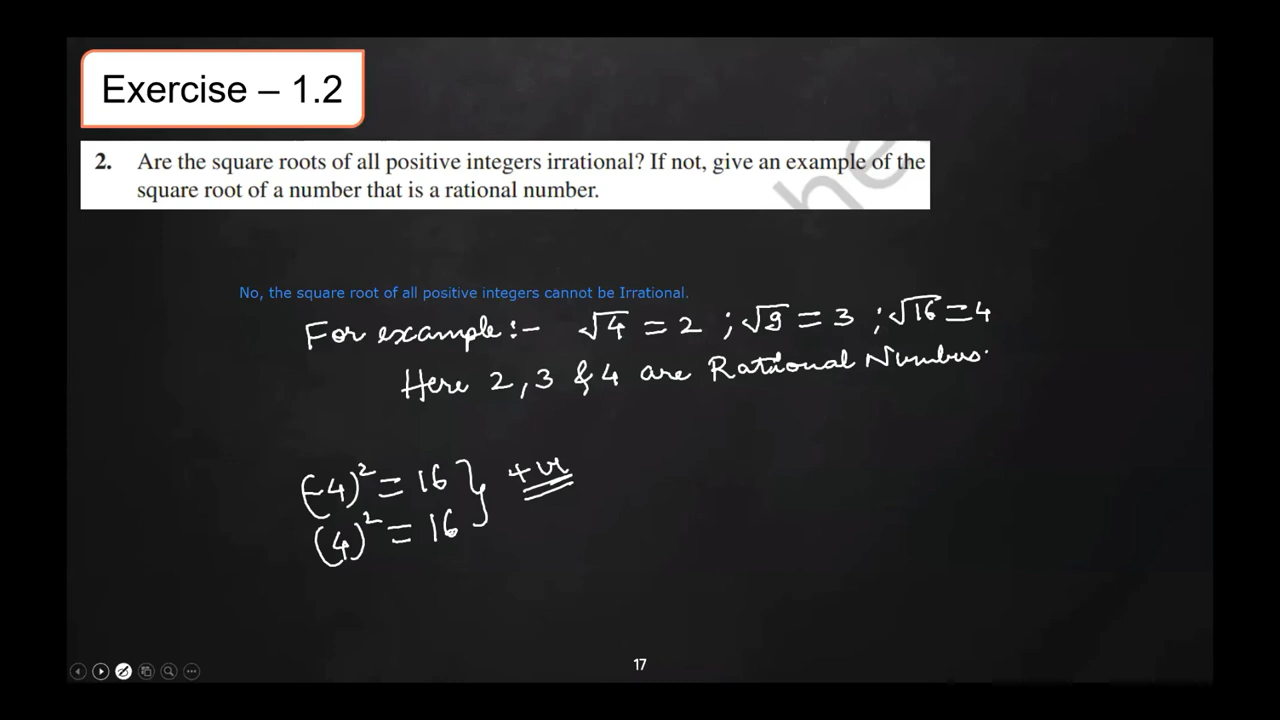 Exercise – 1.2
2. Are the square roots of all positive integers irrational? If not, give an example of the
square root of a number that is a rational number.
he
No, the square root of all positive integers cannot be Irrational.
For example:- √4 = 2 ; √9 = 3 ; √16 = 4
Here 2, 3 & 4 are Rational Numbers.
(-4)² = 16 } +ve
(4)² = 16
17